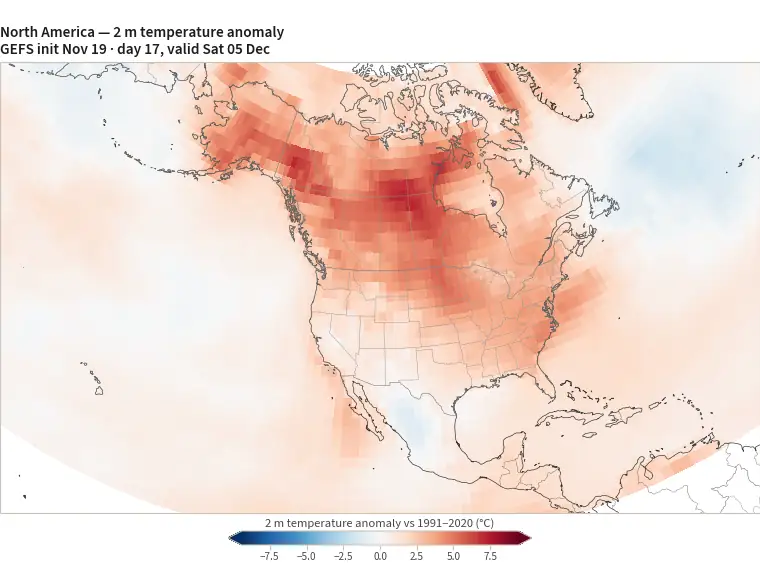 North America — 2 m temperature anomaly
GEFS init Nov 19 · day 17, valid Sat 05 Dec
2 m temperature anomaly vs 1991–2020 (°C)
−7.5 −5.0 −2.5 0.0 2.5 5.0 7.5